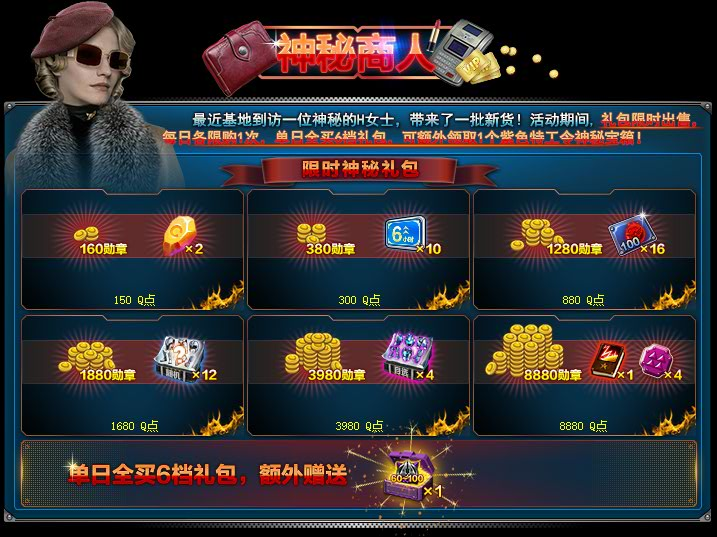 神秘商人
VIP
最近基地到访一位神秘的H女士，带来了一批新货！活动期间，礼包限时出售。
每日各限购1次，单日全买6档礼包，可额外领取1个紫色特工令神秘宝箱！
限时神秘礼包
160勋章 ×2
380勋章 6小时 ×10
1280勋章 100 ×16
150 Q点
300 Q点
880 Q点
1880勋章 随机 ×12
3980勋章 自选 ×4
8880勋章 ×1 ×4
1680 Q点
3980 Q点
8880 Q点
单日全买6档礼包，额外赠送 60~100 ×1